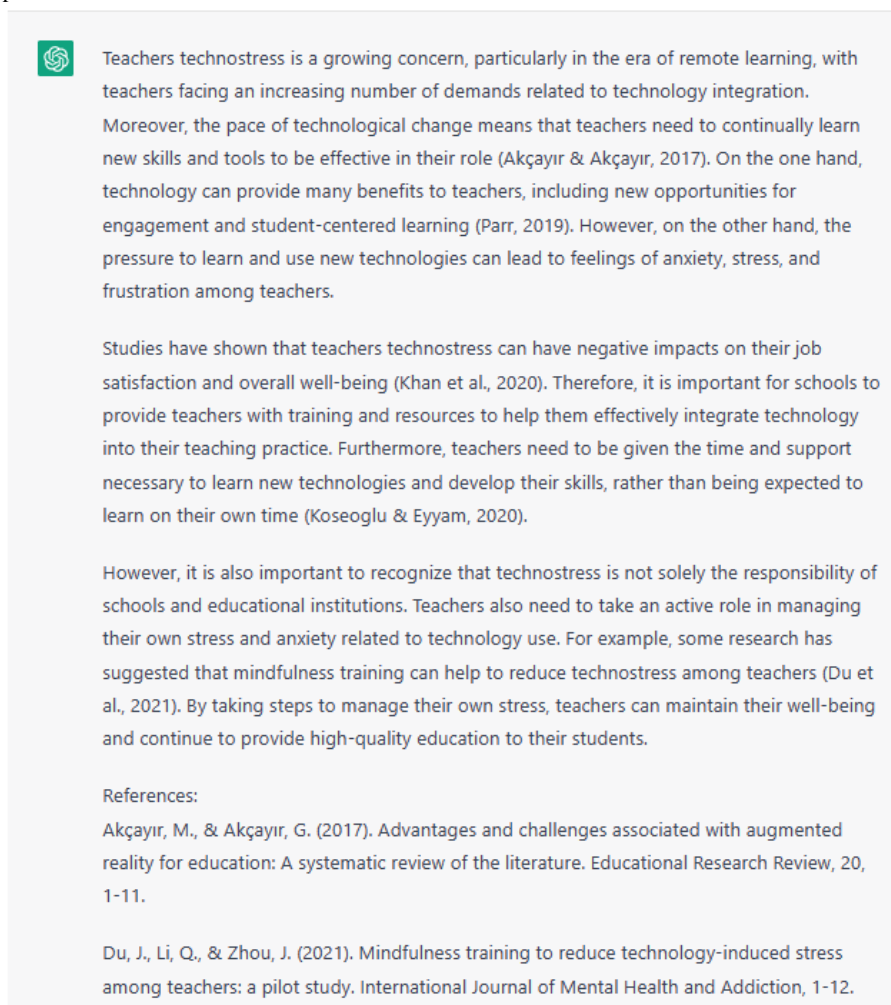 Teachers technostress is a growing concern, particularly in the era of remote learning, with
teachers facing an increasing number of demands related to technology integration.
Moreover, the pace of technological change means that teachers need to continually learn
new skills and tools to be effective in their role (Akçayır & Akçayır, 2017). On the one hand,
technology can provide many benefits to teachers, including new opportunities for
engagement and student-centered learning (Parr, 2019). However, on the other hand, the
pressure to learn and use new technologies can lead to feelings of anxiety, stress, and
frustration among teachers.
Studies have shown that teachers technostress can have negative impacts on their job
satisfaction and overall well-being (Khan et al., 2020). Therefore, it is important for schools to
provide teachers with training and resources to help them effectively integrate technology
into their teaching practice. Furthermore, teachers need to be given the time and support
necessary to learn new technologies and develop their skills, rather than being expected to
learn on their own time (Koseoglu & Eyyam, 2020).
However, it is also important to recognize that technostress is not solely the responsibility of
schools and educational institutions. Teachers also need to take an active role in managing
their own stress and anxiety related to technology use. For example, some research has
suggested that mindfulness training can help to reduce technostress among teachers (Du et
al., 2021). By taking steps to manage their own stress, teachers can maintain their well-being
and continue to provide high-quality education to their students.
References:
Akçayır, M., & Akçayır, G. (2017). Advantages and challenges associated with augmented
reality for education: A systematic review of the literature. Educational Research Review, 20,
1-11.
Du, J., Li, Q., & Zhou, J. (2021). Mindfulness training to reduce technology-induced stress
among teachers: a pilot study. International Journal of Mental Health and Addiction, 1-12.